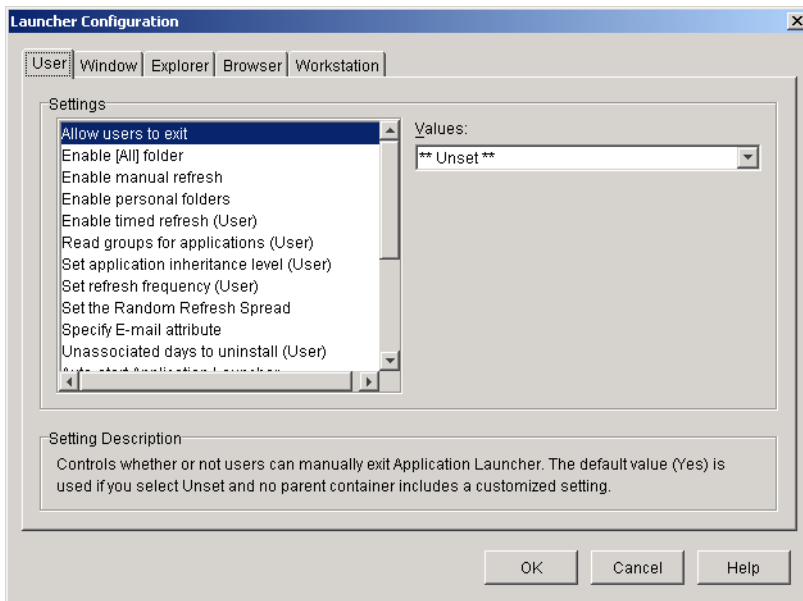 Launcher Configuration
User Window Explorer Browser Workstation
Settings
Allow users to exit
Enable [All] folder
Enable manual refresh
Enable personal folders
Enable timed refresh (User)
Read groups for applications (User)
Set application inheritance level (User)
Set refresh frequency (User)
Set the Random Refresh Spread
Specify E-mail attribute
Unassociated days to uninstall (User)
Auto-start Application Launcher
Values:
** Unset **
Setting Description
Controls whether or not users can manually exit Application Launcher. The default value (Yes) is
used if you select Unset and no parent container includes a customized setting.
OK Cancel Help